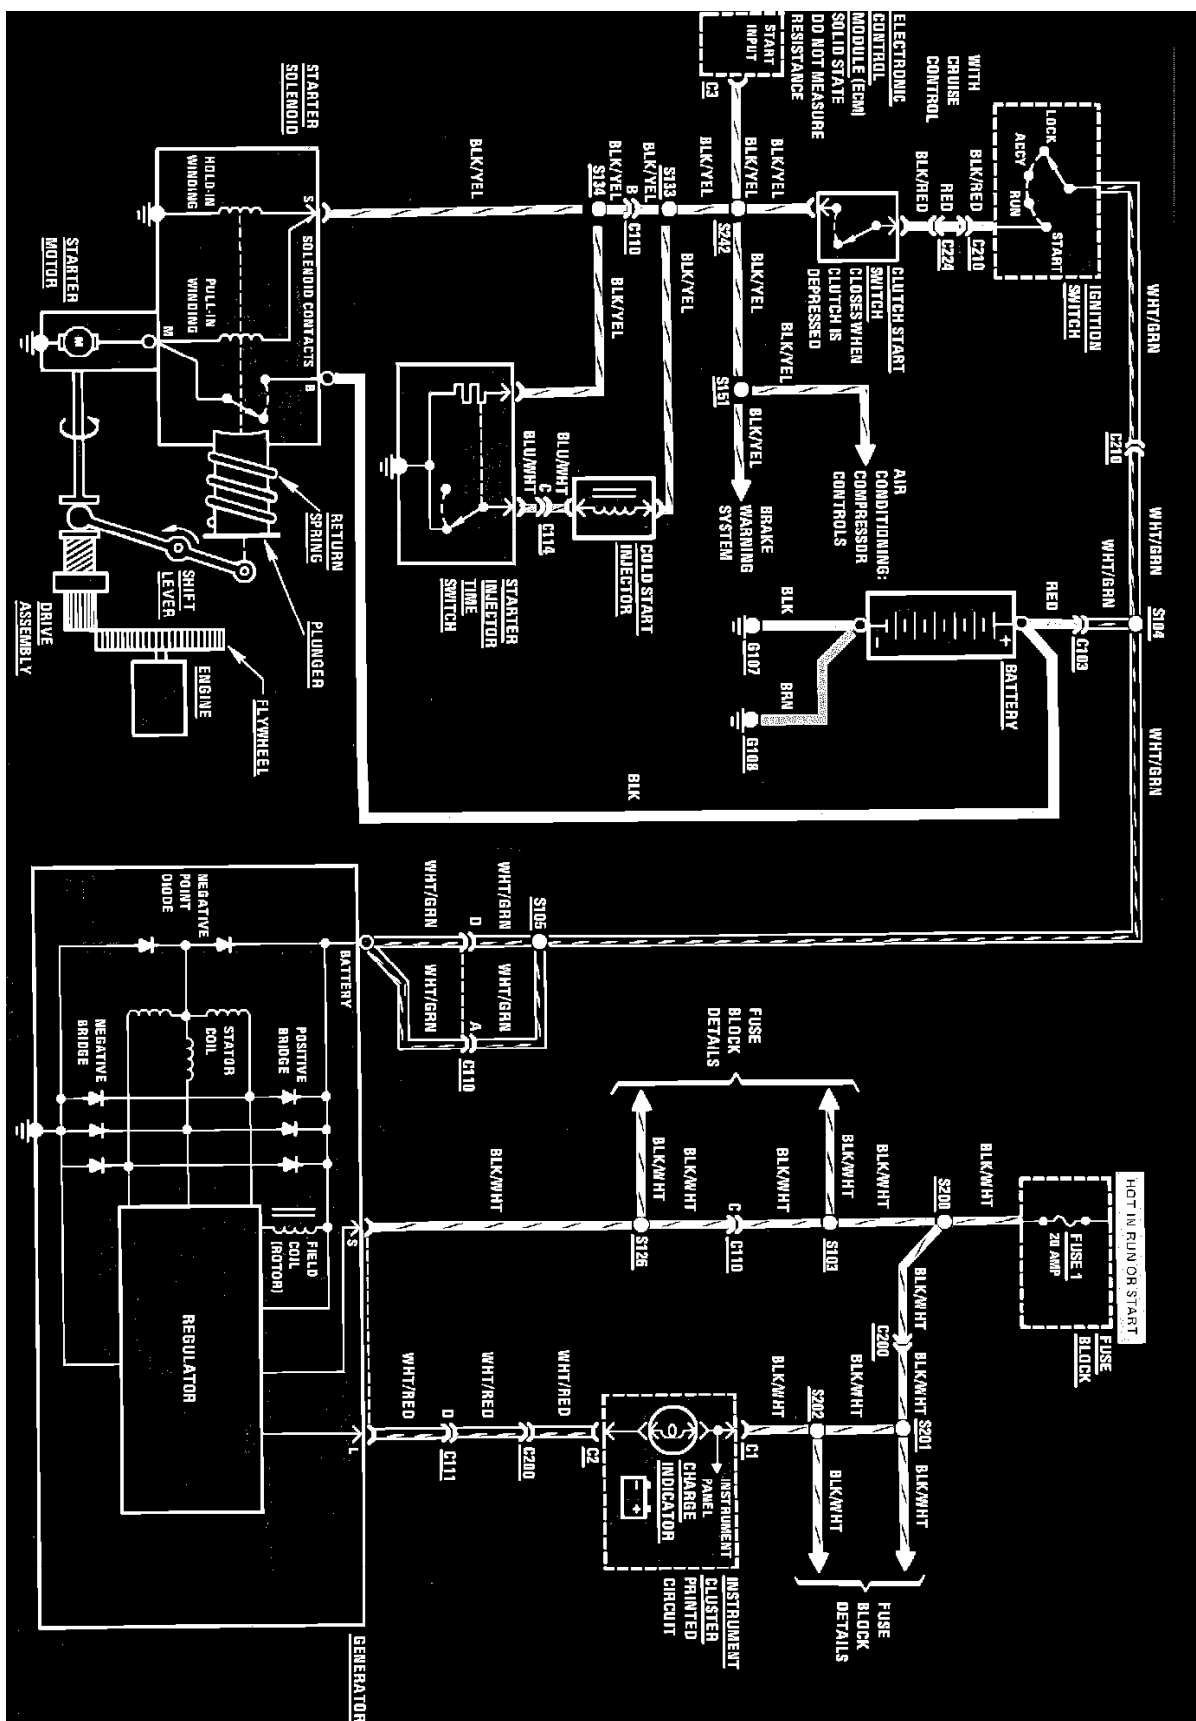 ELECTRONIC
CONTROL
MODULE (ECM)
SOLID STATE
DO NOT MEASURE
RESISTANCE
START
INPUT
C3
WITH
CRUISE
CONTROL
LOCK
ACCY
RUN
START
IGNITION
SWITCH
BLK/RED
C210
RED
C224
BLK/RED
CLUTCH START
SWITCH
CLOSES WHEN
CLUTCH IS
DEPRESSED
BLK/YEL
BLK/YEL
S242
BLK/YEL
BLK/YEL
S133
BLK/YEL
B
C110
BLK/YEL
S134
BLK/YEL
BLK/YEL
BLK/YEL
BLK/YEL
S151
BLK/YEL
AIR
CONDITIONING:
COMPRESSOR
CONTROLS
BLK/YEL
BRAKE
WARNING
SYSTEM
WHT/GRN
C210
WHT/GRN
WHT/GRN
S104
WHT/GRN
RED
C103
BATTERY
+
-
BLK
G107
BRN
G108
BLK
COLD START
INJECTOR
BLU/WHT
C
C114
BLU/WHT
STARTER
INJECTOR
TIME
SWITCH
STARTER
SOLENOID
HOLD-IN
WINDING
S
SOLENOID CONTACTS
B
PULL-IN
WINDING
M
STARTER
MOTOR
M
RETURN
SPRING
PLUNGER
SHIFT
LEVER
DRIVE
ASSEMBLY
FLYWHEEL
ENGINE
S105
WHT/GRN
WHT/GRN
D
WHT/GRN
WHT/GRN
A
C110
NEGATIVE
POINT
DIODE
BATTERY
STATOR
COIL
NEGATIVE
BRIDGE
POSITIVE
BRIDGE
FIELD
COIL
(ROTOR)
S
L
REGULATOR
GENERATOR
FUSE
BLOCK
DETAILS
HOT IN RUN OR START
FUSE 1
20 AMP
FUSE
BLOCK
BLK/WHT
S200
BLK/WHT
BLK/WHT
S103
BLK/WHT
C
C110
BLK/WHT
BLK/WHT
S126
BLK/WHT
BLK/WHT
C200
BLK/WHT
S201
BLK/WHT
BLK/WHT
S202
BLK/WHT
BLK/WHT
FUSE
BLOCK
DETAILS
C1
INSTRUMENT
PANEL
CHARGE
INDICATOR
-
+
INSTRUMENT
CLUSTER
PRINTED
CIRCUIT
C2
WHT/RED
C200
WHT/RED
D
C111
WHT/RED